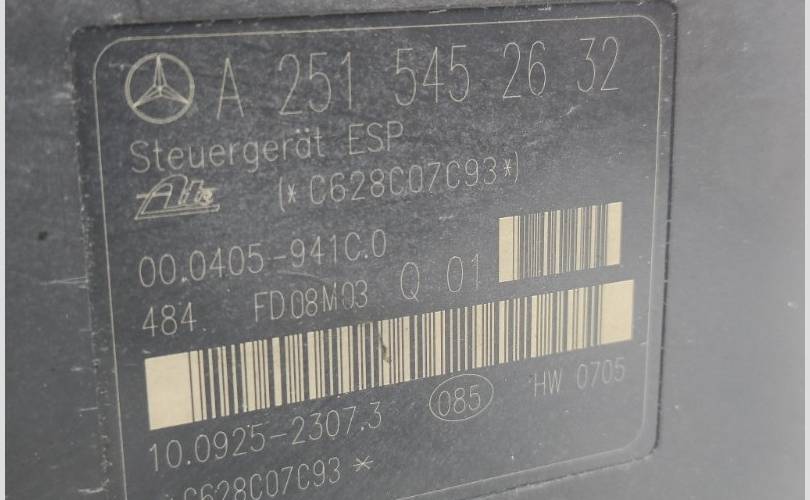 A 251 545 26 32
Steuergerät ESP
Ate (*C628C07C93*)
00.0405-941C.0
484 FD08M03 Q 01
10.0925-2307.3 085 HW 0705
*C628C07C93 *